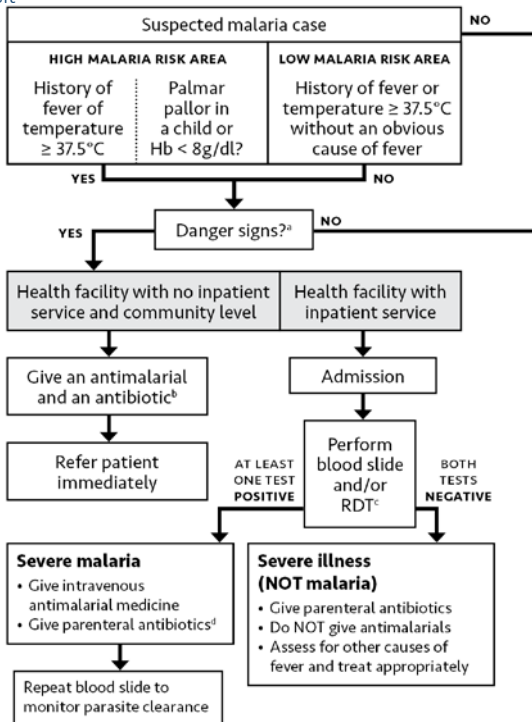 Suspected malaria case
NO
HIGH MALARIA RISK AREA
History of
fever of
temperature
≥ 37.5°C
Palmar
pallor in
a child or
Hb < 8g/dl?
LOW MALARIA RISK AREA
History of fever or
temperature ≥ 37.5°C
without an obvious
cause of fever
YES
NO
Danger signs?ᵃ
YES
NO
Health facility with no inpatient
service and community level
Health facility with
inpatient service
Give an antimalarial
and an antibioticᵇ
Refer patient
immediately
Admission
Perform
blood slide
and/or
RDTᶜ
AT LEAST
ONE TEST
POSITIVE
BOTH
TESTS
NEGATIVE
Severe malaria
• Give intravenous
antimalarial medicine
• Give parenteral antibioticsᵈ
Repeat blood slide to
monitor parasite clearance
Severe illness
(NOT malaria)
• Give parenteral antibiotics
• Do NOT give antimalarials
• Assess for other causes of
fever and treat appropriately